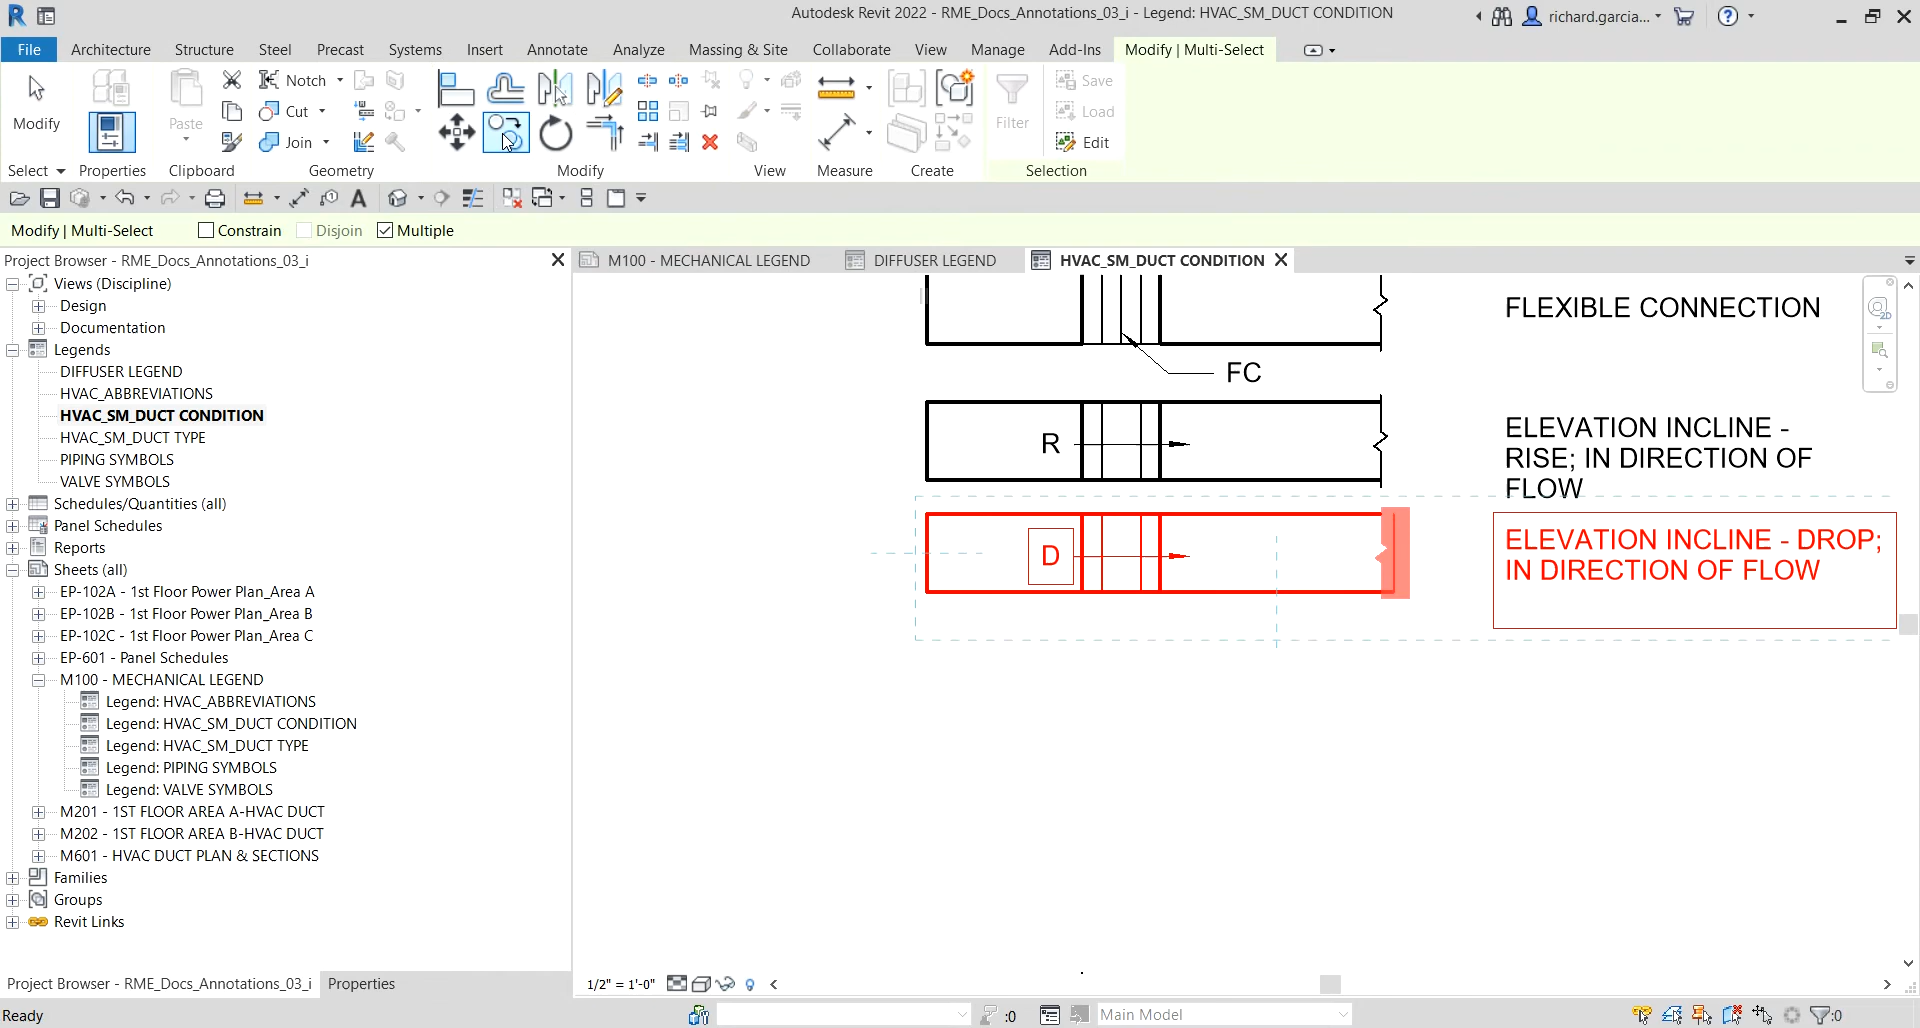 Autodesk Revit 2022 - RME_Docs_Annotations_03_i - Legend: HVAC_SM_DUCT CONDITION
richard.garcia...
File Architecture Structure Steel Precast Systems Insert Annotate Analyze Massing & Site Collaborate View Manage Add-Ins Modify | Multi-Select
Modify
Paste
Notch
Cut
Join
Filter
Save
Load
Edit
Select Properties Clipboard Geometry Modify View Measure Create Selection
Modify | Multi-Select Constrain Disjoin Multiple
Project Browser - RME_Docs_Annotations_03_i
M100 - MECHANICAL LEGEND DIFFUSER LEGEND HVAC_SM_DUCT CONDITION
Views (Discipline)
Design
Documentation
Legends
DIFFUSER LEGEND
HVAC_ABBREVIATIONS
HVAC_SM_DUCT CONDITION
HVAC_SM_DUCT TYPE
PIPING SYMBOLS
VALVE SYMBOLS
Schedules/Quantities (all)
Panel Schedules
Reports
Sheets (all)
EP-102A - 1st Floor Power Plan_Area A
EP-102B - 1st Floor Power Plan_Area B
EP-102C - 1st Floor Power Plan_Area C
EP-601 - Panel Schedules
M100 - MECHANICAL LEGEND
Legend: HVAC_ABBREVIATIONS
Legend: HVAC_SM_DUCT CONDITION
Legend: HVAC_SM_DUCT TYPE
Legend: PIPING SYMBOLS
Legend: VALVE SYMBOLS
M201 - 1ST FLOOR AREA A-HVAC DUCT
M202 - 1ST FLOOR AREA B-HVAC DUCT
M601 - HVAC DUCT PLAN & SECTIONS
Families
Groups
Revit Links
FLEXIBLE CONNECTION
FC
R
ELEVATION INCLINE -
RISE; IN DIRECTION OF
FLOW
D
ELEVATION INCLINE - DROP;
IN DIRECTION OF FLOW
2D
Project Browser - RME_Docs_Annotations_03_i Properties
1/2" = 1'-0"
Ready
:0
Main Model
:0